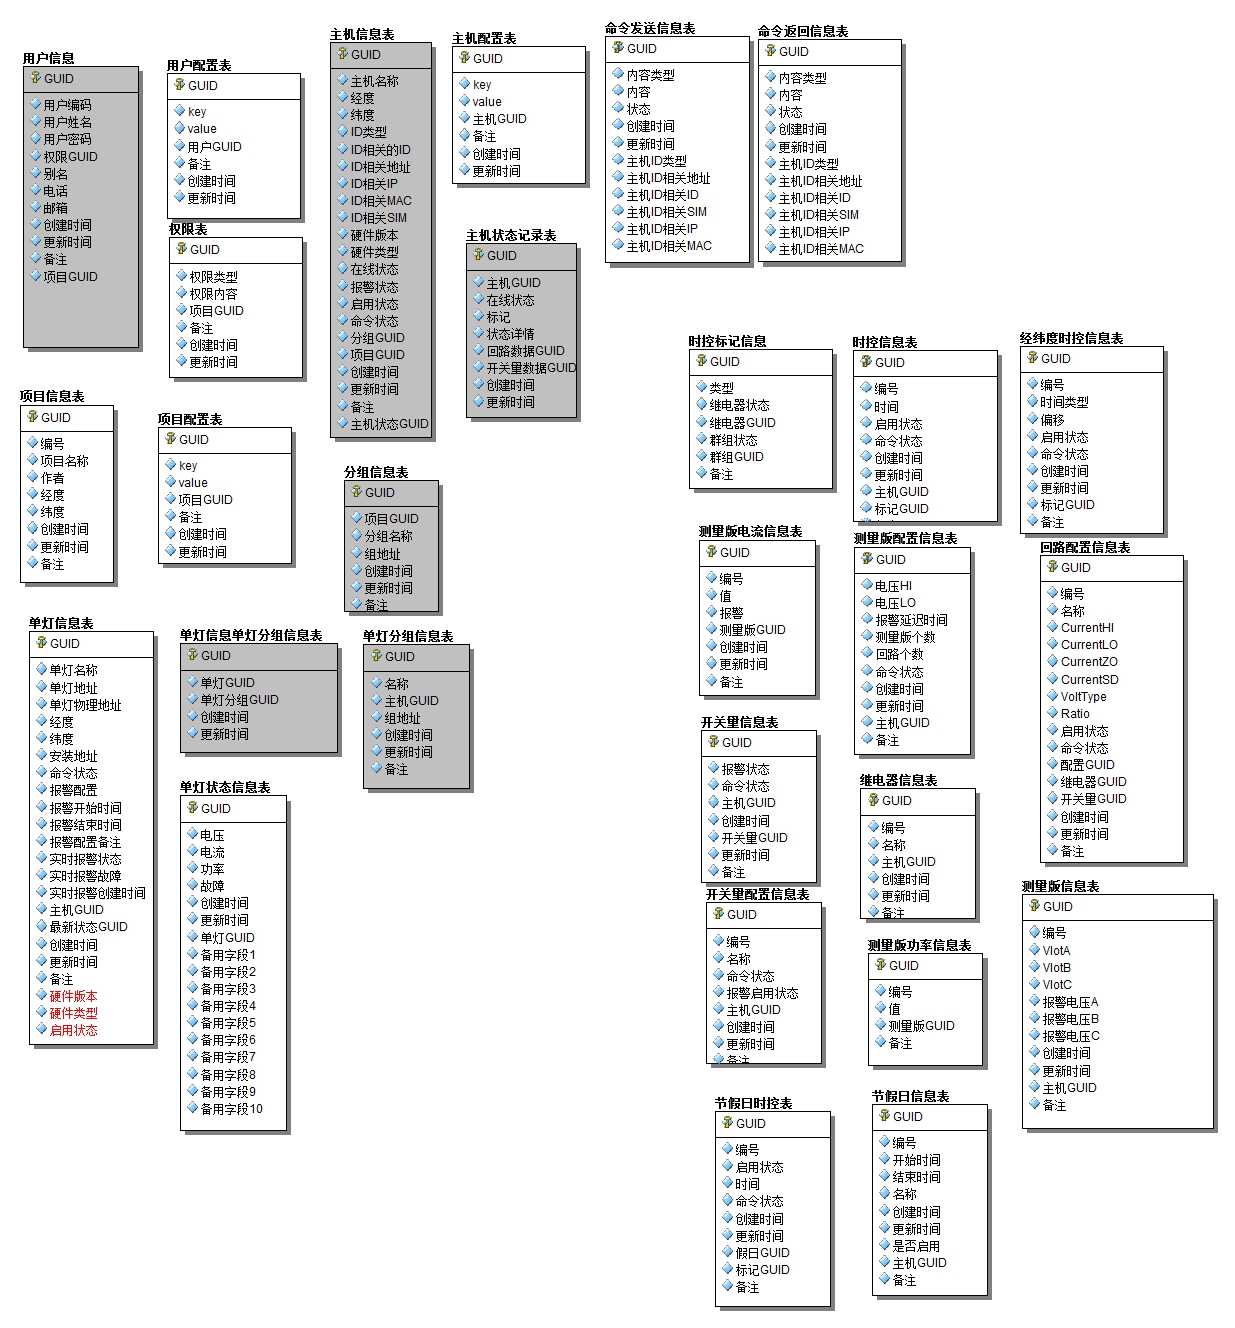 用户信息
GUID
用户编码
用户姓名
用户密码
权限GUID
别名
电话
邮箱
创建时间
更新时间
备注
项目GUID
用户配置表
GUID
key
value
用户GUID
备注
创建时间
更新时间
权限表
GUID
权限类型
权限内容
项目GUID
备注
创建时间
更新时间
主机信息表
GUID
主机名称
经度
纬度
ID类型
ID相关的ID
ID相关地址
ID相关IP
ID相关MAC
ID相关SIM
硬件版本
硬件类型
在线状态
报警状态
启用状态
命令状态
分组GUID
项目GUID
创建时间
更新时间
备注
主机状态GUID
主机配置表
GUID
key
value
主机GUID
备注
创建时间
更新时间
主机状态记录表
GUID
主机GUID
在线状态
标记
状态详情
回路数据GUID
开关量数据GUID
创建时间
更新时间
命令发送信息表
GUID
内容类型
内容
状态
创建时间
更新时间
主机ID类型
主机ID相关地址
主机ID相关ID
主机ID相关SIM
主机ID相关IP
主机ID相关MAC
命令返回信息表
GUID
内容类型
内容
状态
创建时间
更新时间
主机ID类型
主机ID相关地址
主机ID相关ID
主机ID相关SIM
主机ID相关IP
主机ID相关MAC
项目信息表
GUID
编号
项目名称
作者
经度
纬度
创建时间
更新时间
备注
项目配置表
GUID
key
value
项目GUID
备注
创建时间
更新时间
分组信息表
GUID
项目GUID
分组名称
组地址
创建时间
更新时间
备注
时控标记信息
GUID
类型
继电器状态
继电器GUID
群组状态
群组GUID
备注
时控信息表
GUID
编号
时间
启用状态
命令状态
创建时间
更新时间
主机GUID
标记GUID
经纬度时控信息表
GUID
编号
时间类型
偏移
启用状态
命令状态
创建时间
更新时间
标记GUID
备注
测量版电流信息表
GUID
编号
值
报警
测量版GUID
创建时间
更新时间
备注
测量版配置信息表
GUID
电压HI
电压LO
报警延迟时间
测量版个数
回路个数
命令状态
创建时间
更新时间
主机GUID
备注
回路配置信息表
GUID
编号
名称
CurrentHI
CurrentLO
CurrentZO
CurrentSD
VoltType
Ratio
启用状态
命令状态
配置GUID
继电器GUID
开关量GUID
创建时间
更新时间
备注
单灯信息表
GUID
单灯名称
单灯地址
单灯物理地址
经度
纬度
安装地址
命令状态
报警配置
报警开始时间
报警结束时间
报警配置备注
实时报警状态
实时报警故障
实时报警创建时间
主机GUID
最新状态GUID
创建时间
更新时间
备注
硬件版本
硬件类型
启用状态
单灯信息单灯分组信息表
GUID
单灯GUID
单灯分组GUID
创建时间
更新时间
单灯分组信息表
GUID
名称
主机GUID
组地址
创建时间
更新时间
备注
单灯状态信息表
GUID
电压
电流
功率
故障
创建时间
更新时间
单灯GUID
备用字段1
备用字段2
备用字段3
备用字段4
备用字段5
备用字段6
备用字段7
备用字段8
备用字段9
备用字段10
开关量信息表
GUID
报警状态
命令状态
主机GUID
创建时间
开关量GUID
更新时间
备注
继电器信息表
GUID
编号
名称
主机GUID
创建时间
更新时间
备注
开关量配置信息表
GUID
编号
名称
命令状态
报警启用状态
主机GUID
创建时间
更新时间
备注
测量版功率信息表
GUID
编号
值
测量版GUID
备注
测量版信息表
GUID
编号
VlotA
VlotB
VlotC
报警电压A
报警电压B
报警电压C
创建时间
更新时间
主机GUID
备注
节假日时控表
GUID
编号
启用状态
时间
命令状态
创建时间
更新时间
假日GUID
标记GUID
备注
节假日信息表
GUID
编号
开始时间
结束时间
名称
创建时间
更新时间
是否启用
主机GUID
备注